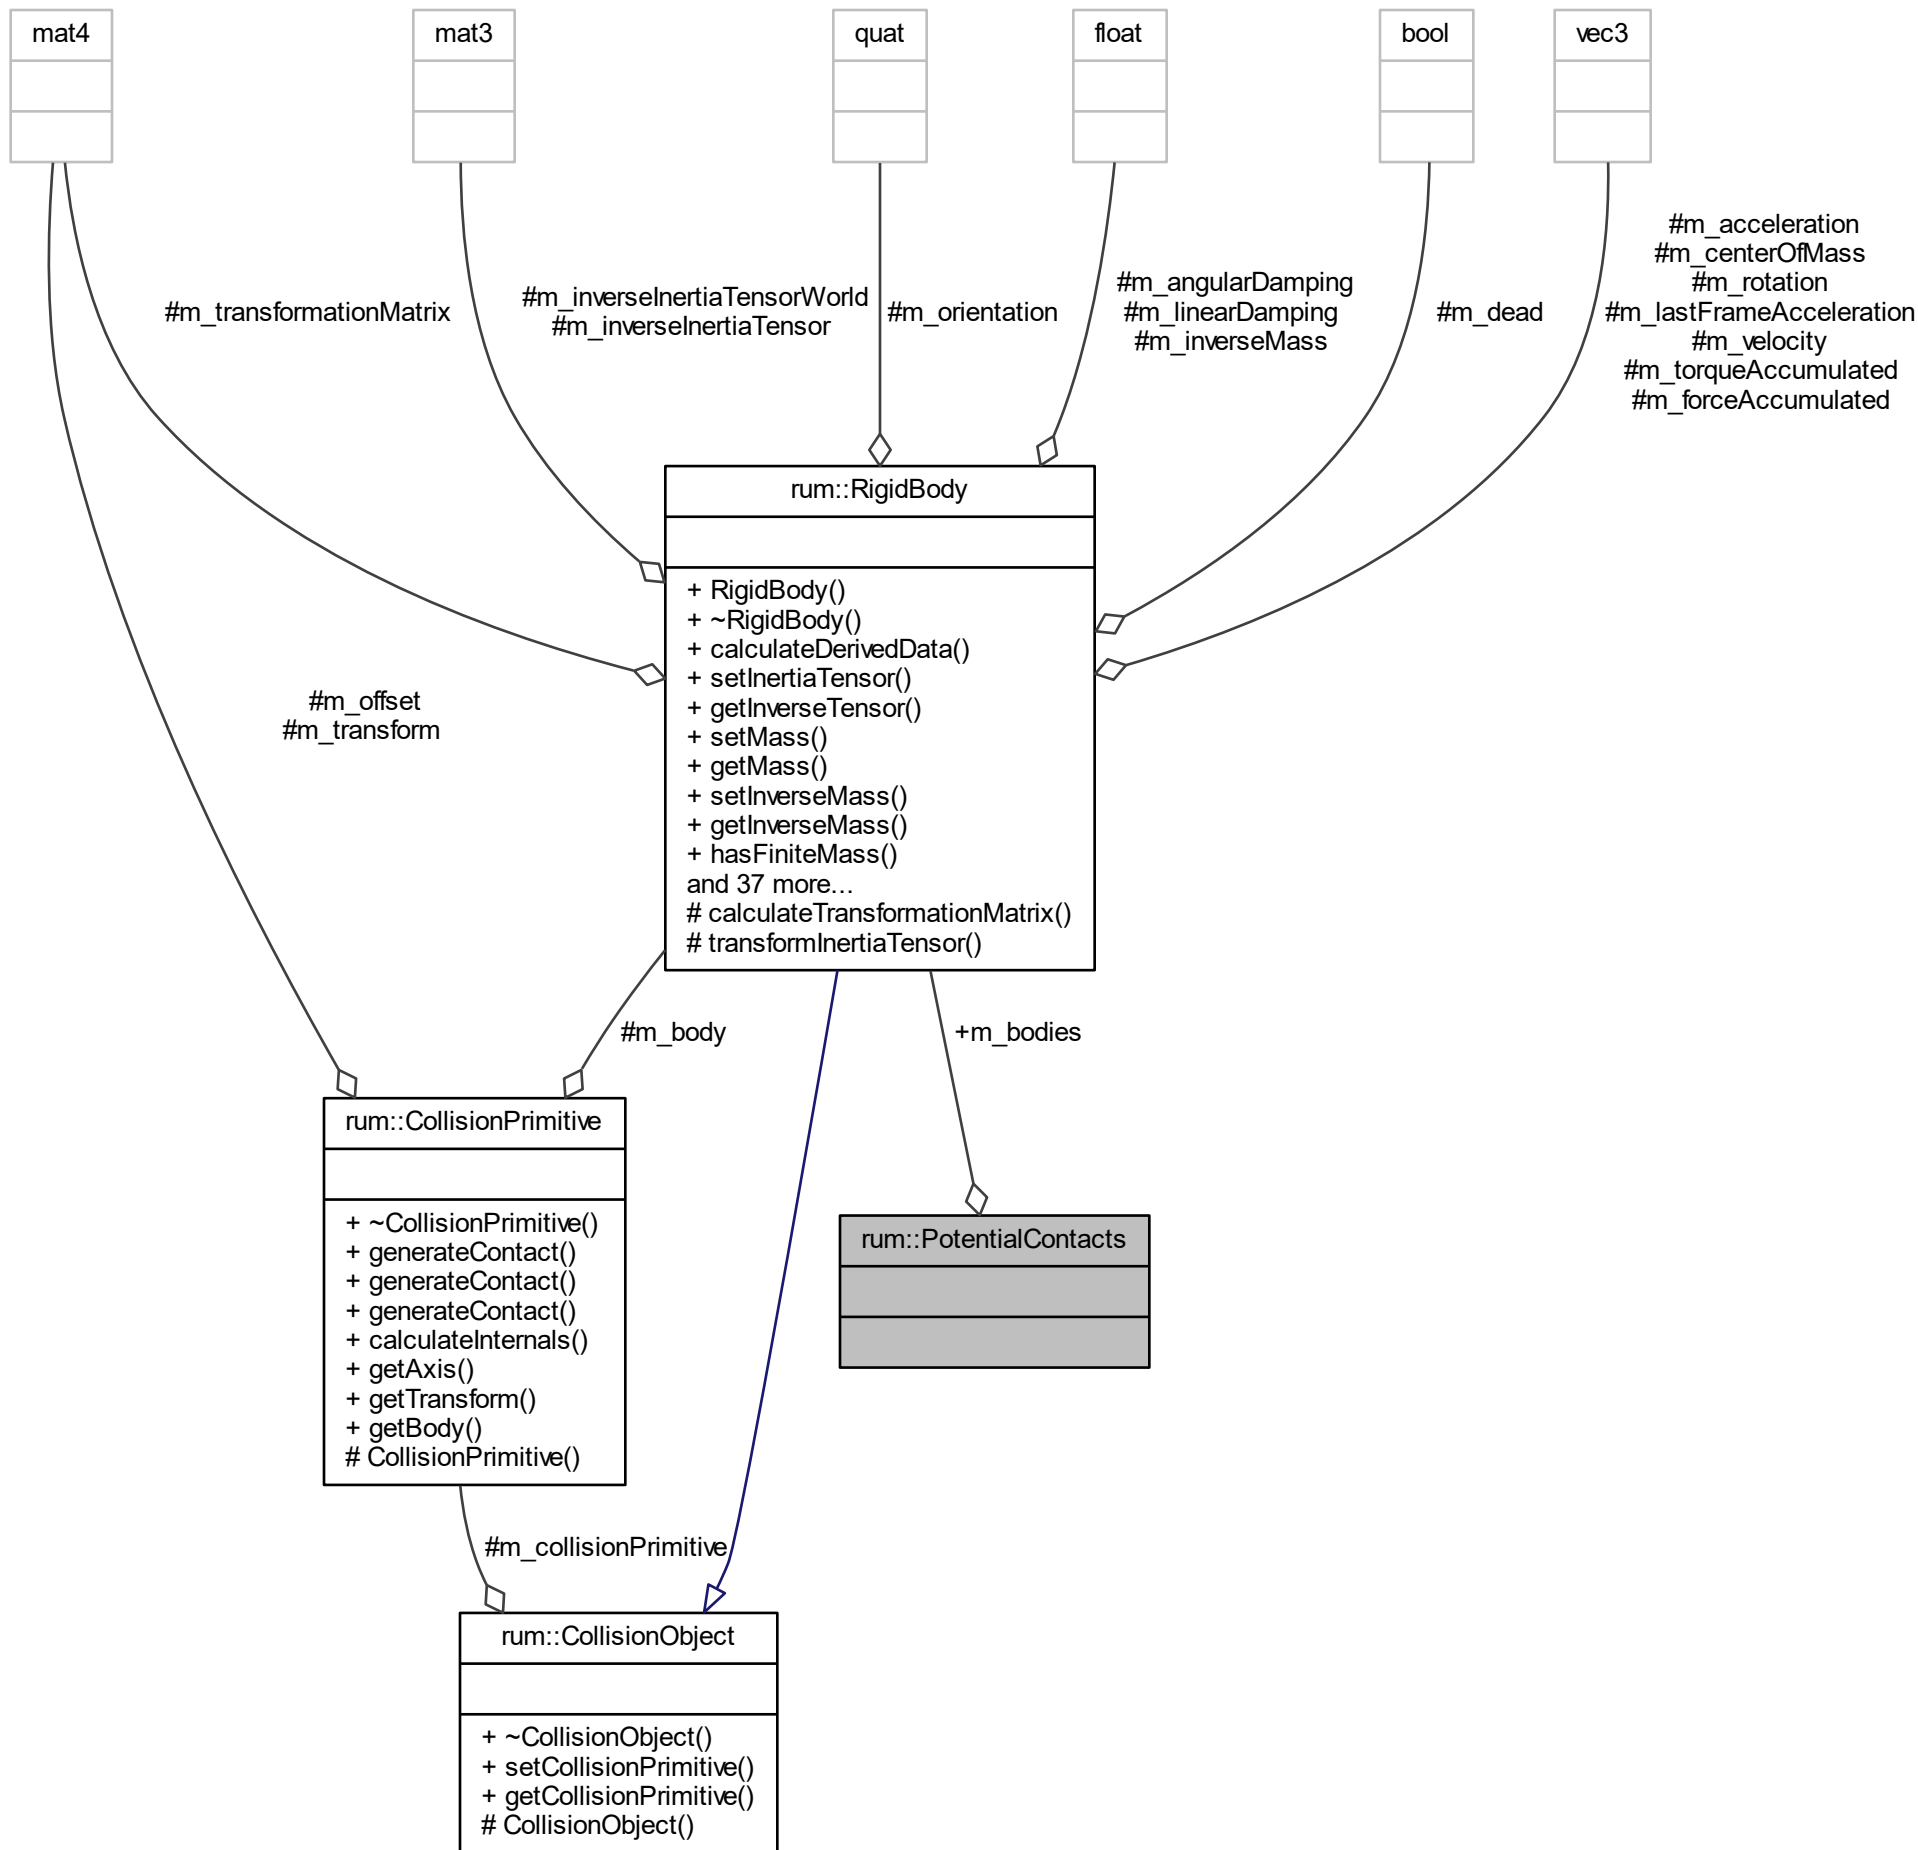 mat4
mat3
quat
float
bool
vec3
#m_transformationMatrix
#m_inverseInertiaTensorWorld
#m_inverseInertiaTensor
#m_orientation
#m_angularDamping
#m_linearDamping
#m_inverseMass
#m_dead
#m_acceleration
#m_centerOfMass
#m_rotation
#m_lastFrameAcceleration
#m_velocity
#m_torqueAccumulated
#m_forceAccumulated
rum::RigidBody
+ RigidBody()
+ ~RigidBody()
+ calculateDerivedData()
+ setInertiaTensor()
+ getInverseTensor()
+ setMass()
+ getMass()
+ setInverseMass()
+ getInverseMass()
+ hasFiniteMass()
and 37 more...
# calculateTransformationMatrix()
# transformInertiaTensor()
#m_offset
#m_transform
#m_body
+m_bodies
rum::CollisionPrimitive
+ ~CollisionPrimitive()
+ generateContact()
+ generateContact()
+ generateContact()
+ calculateInternals()
+ getAxis()
+ getTransform()
+ getBody()
# CollisionPrimitive()
rum::PotentialContacts
#m_collisionPrimitive
rum::CollisionObject
+ ~CollisionObject()
+ setCollisionPrimitive()
+ getCollisionPrimitive()
# CollisionObject()